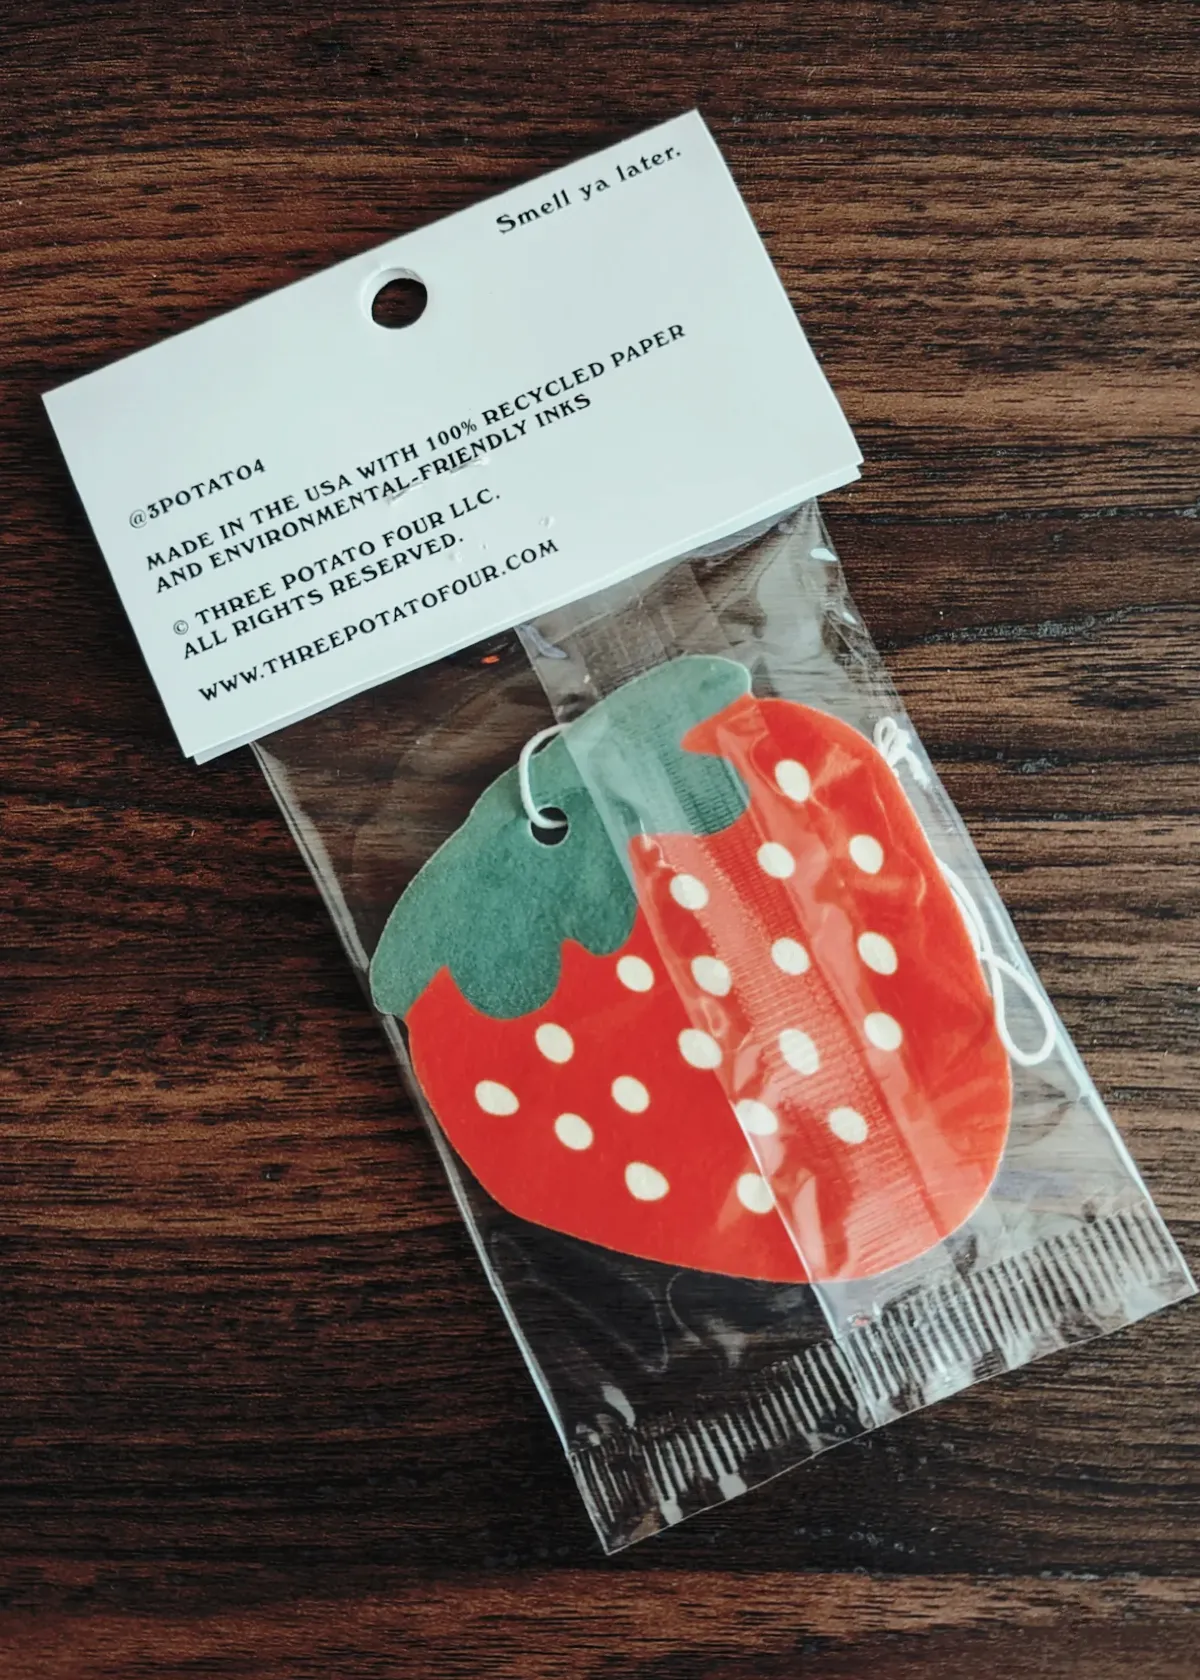 Smell ya later.
@3POTATO4
MADE IN THE USA WITH 100% RECYCLED PAPER
AND ENVIRONMENTAL-FRIENDLY INKS
© THREE POTATO FOUR LLC.
ALL RIGHTS RESERVED.
WWW.THREEPOTATOFOUR.COM